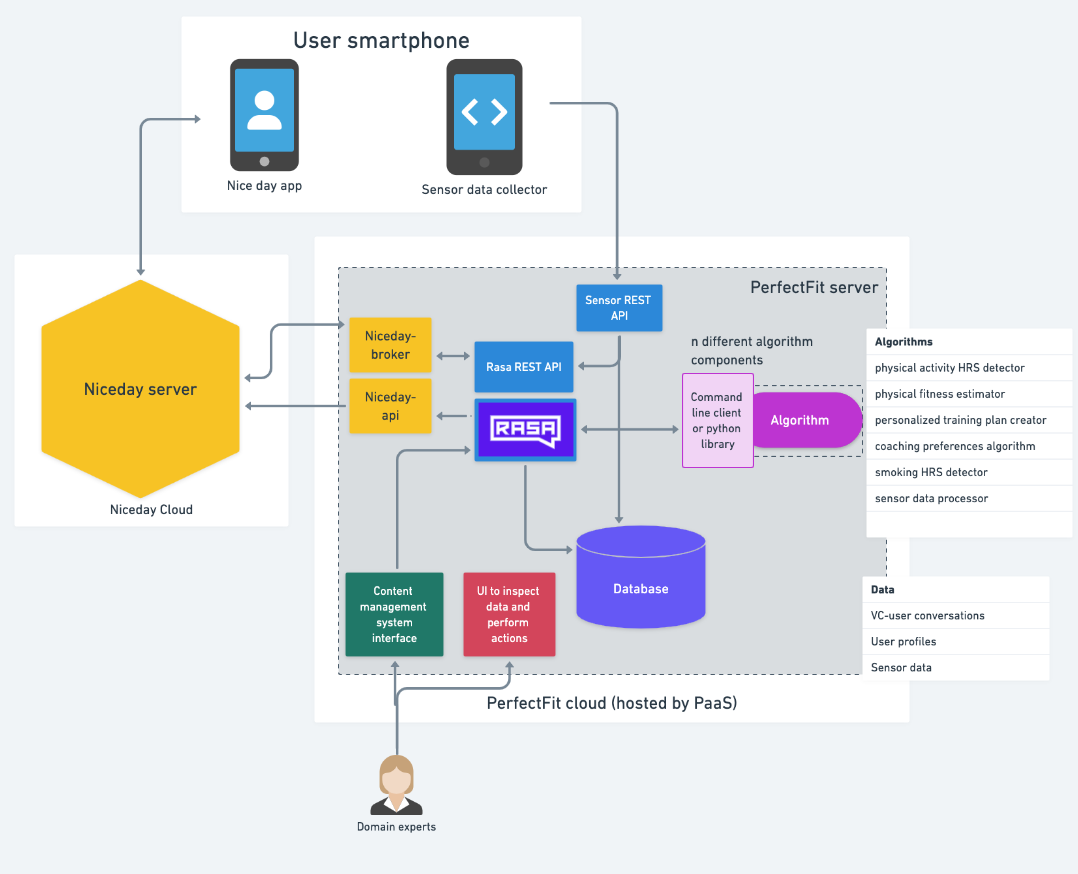 User smartphone
Nice day app
Sensor data collector
Niceday server
Niceday Cloud
PerfectFit server
Sensor REST
API
Niceday-
broker
Rasa REST API
Niceday-
api
RASA
n different algorithm
components
Command
line client
or python
library
Algorithm
Algorithms
physical activity HRS detector
physical fitness estimator
personalized training plan creator
coaching preferences algorithm
smoking HRS detector
sensor data processor
Database
Content
management
system
interface
UI to inspect
data and
perform
actions
Data
VC-user conversations
User profiles
Sensor data
PerfectFit cloud (hosted by PaaS)
Domain experts